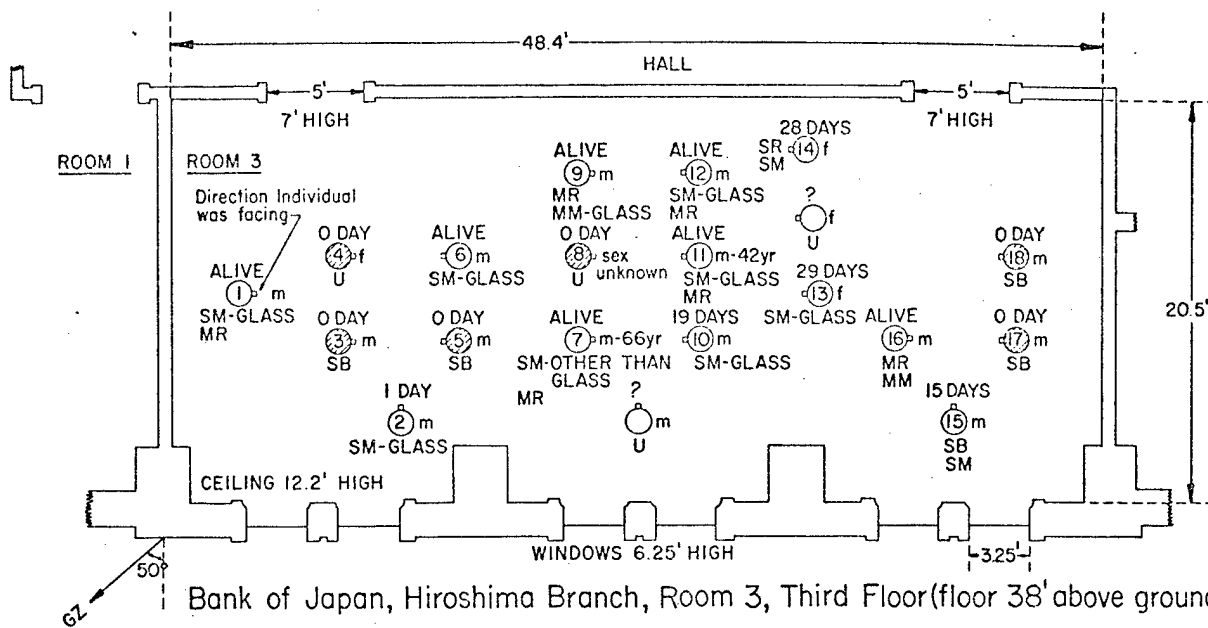 48.4'
HALL
5'
5'
7' HIGH
7' HIGH
ROOM 1
ROOM 3
Direction Individual
was facing
28 DAYS
SR
SM
14 f
ALIVE
9 m
MR
MM-GLASS
ALIVE
12 m
SM-GLASS
MR
?
f
U
0 DAY
4 f
U
ALIVE
6 m
SM-GLASS
0 DAY
8 sex
unknown
U
ALIVE
11 m-42yr
SM-GLASS
MR
0 DAY
18 m
SB
ALIVE
1 m
SM-GLASS
MR
29 DAYS
13 f
SM-GLASS
20.5'
0 DAY
3 m
SB
0 DAY
5 m
SB
ALIVE
7 m-66yr
SM-OTHER THAN
GLASS
MR
19 DAYS
10 m
SM-GLASS
ALIVE
16 m
MR
MM
0 DAY
17 m
SB
1 DAY
2 m
SM-GLASS
?
m
U
15 DAYS
15 m
SB
SM
CEILING 12.2' HIGH
WINDOWS 6.25' HIGH
3.25'
50°
GZ
Bank of Japan, Hiroshima Branch, Room 3, Third Floor(floor 38' above ground